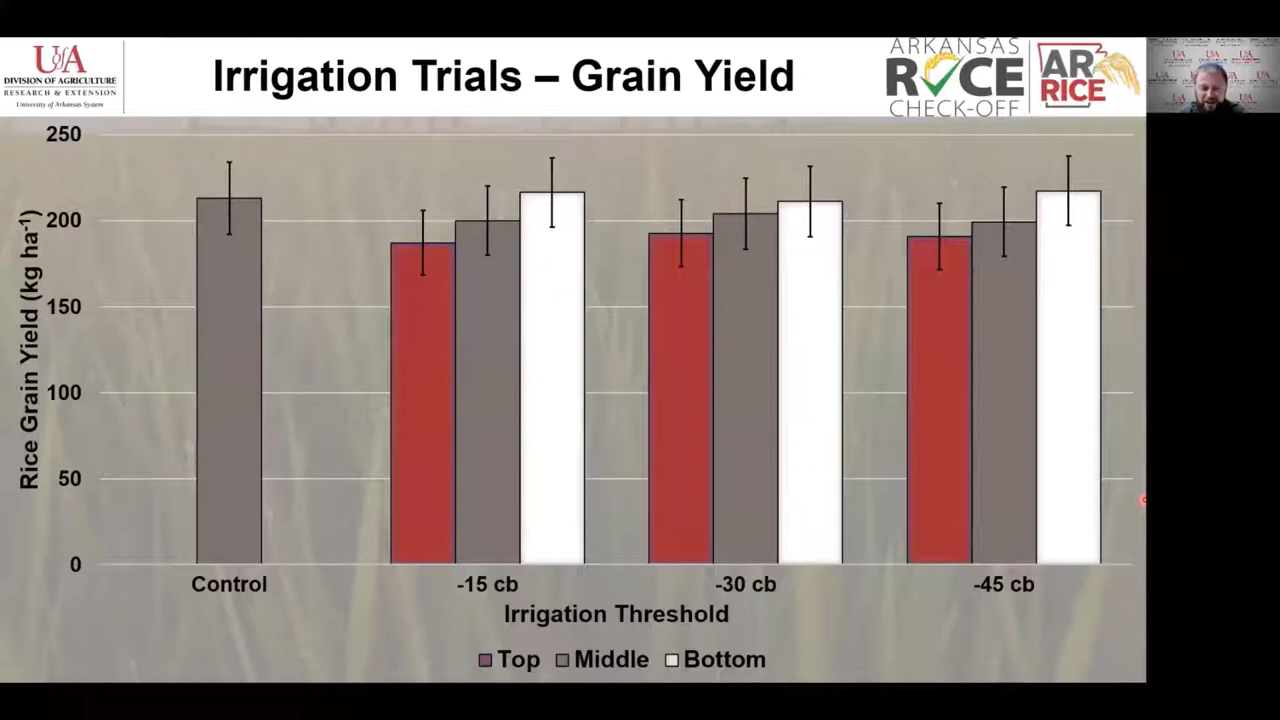 UofA
DIVISION OF AGRICULTURE
RESEARCH & EXTENSION
University of Arkansas System
Irrigation Trials – Grain Yield
ARKANSAS
RICE
CHECK-OFF
AR
RICE
Rice Grain Yield (kg ha-1)
250
200
150
100
50
0
Control
-15 cb
-30 cb
-45 cb
Irrigation Threshold
Top
Middle
Bottom